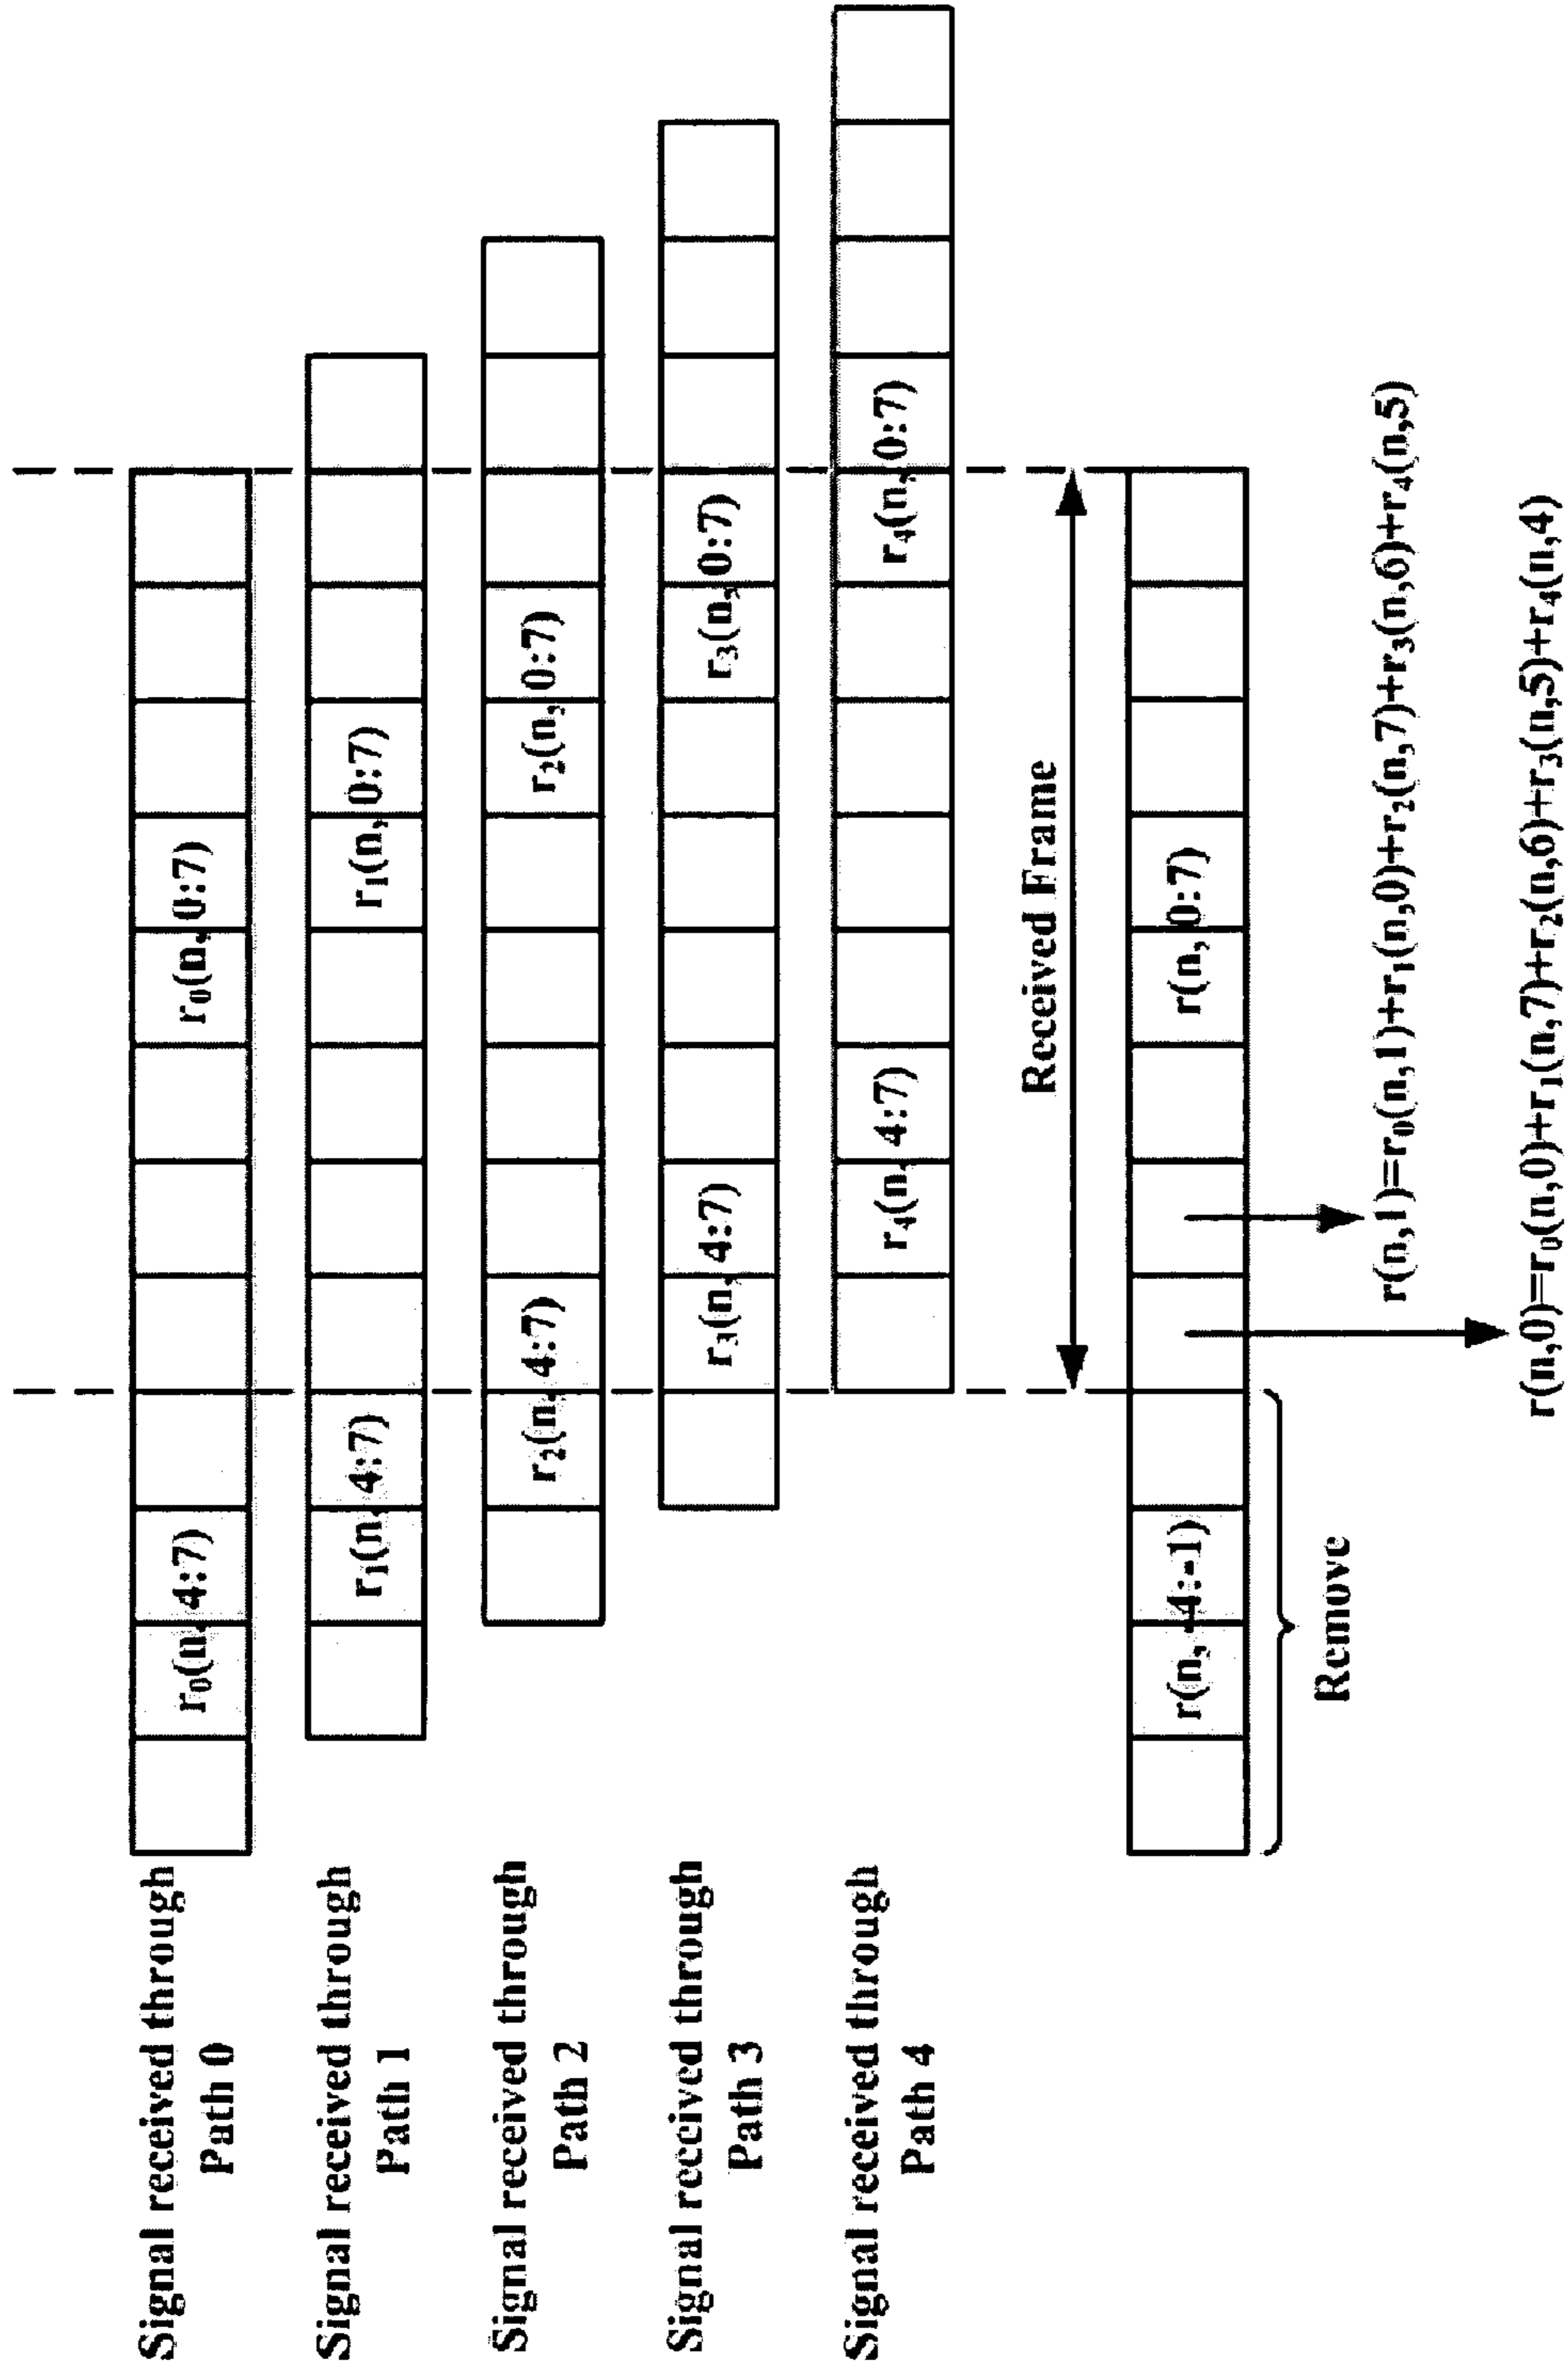 Signal received through
Path 0
r₀(n, 4:7)
r₀(n, 0:7)
Signal received through
Path 1
r₁(n, 4:7)
r₁(n, 0:7)
Signal received through
Path 2
r₂(n, 4:7)
r₂(n, 0:7)
Signal received through
Path 3
r₃(n, 4:7)
r₃(n, 0:7)
Signal received through
Path 4
r₄(n, 4:7)
r₄(n, 0:7)
Received Frame
r(n, -4:-1)
r(n, 0:7)
Remove
r(n,1)=r₀(n,1)+r₁(n,0)+r₂(n,7)+r₃(n,6)+r₄(n,5)
r(n,0)=r₀(n,0)+r₁(n,7)+r₂(n,6)+r₃(n,5)+r₄(n,4)